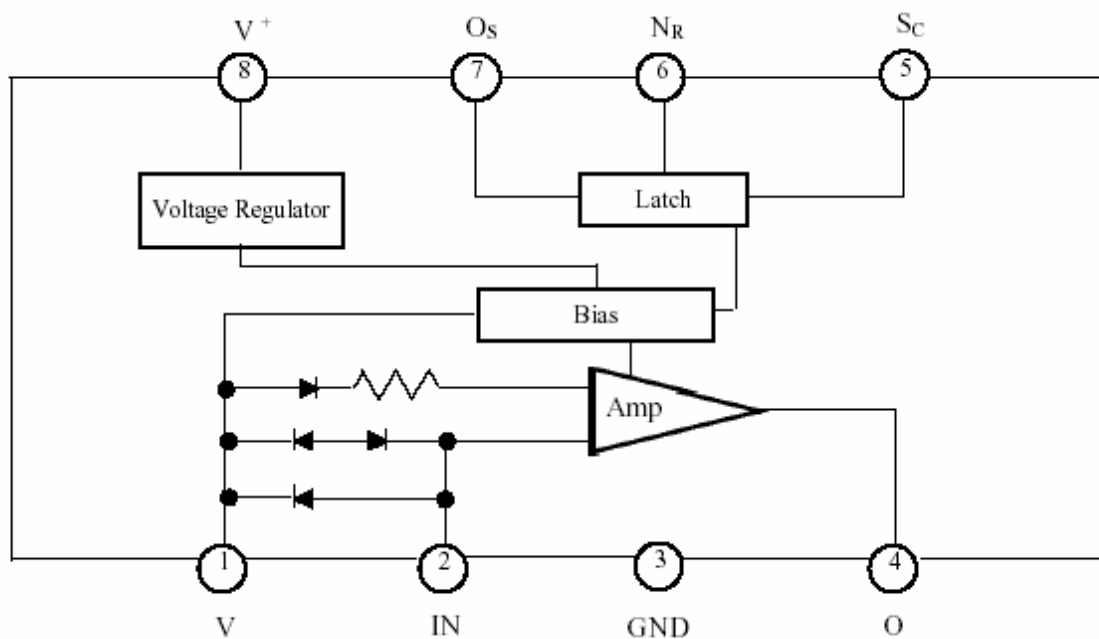 V + OS NR SC
8 7 6 5
Voltage Regulator Latch
Bias
Amp
1 2 3 4
V IN GND O